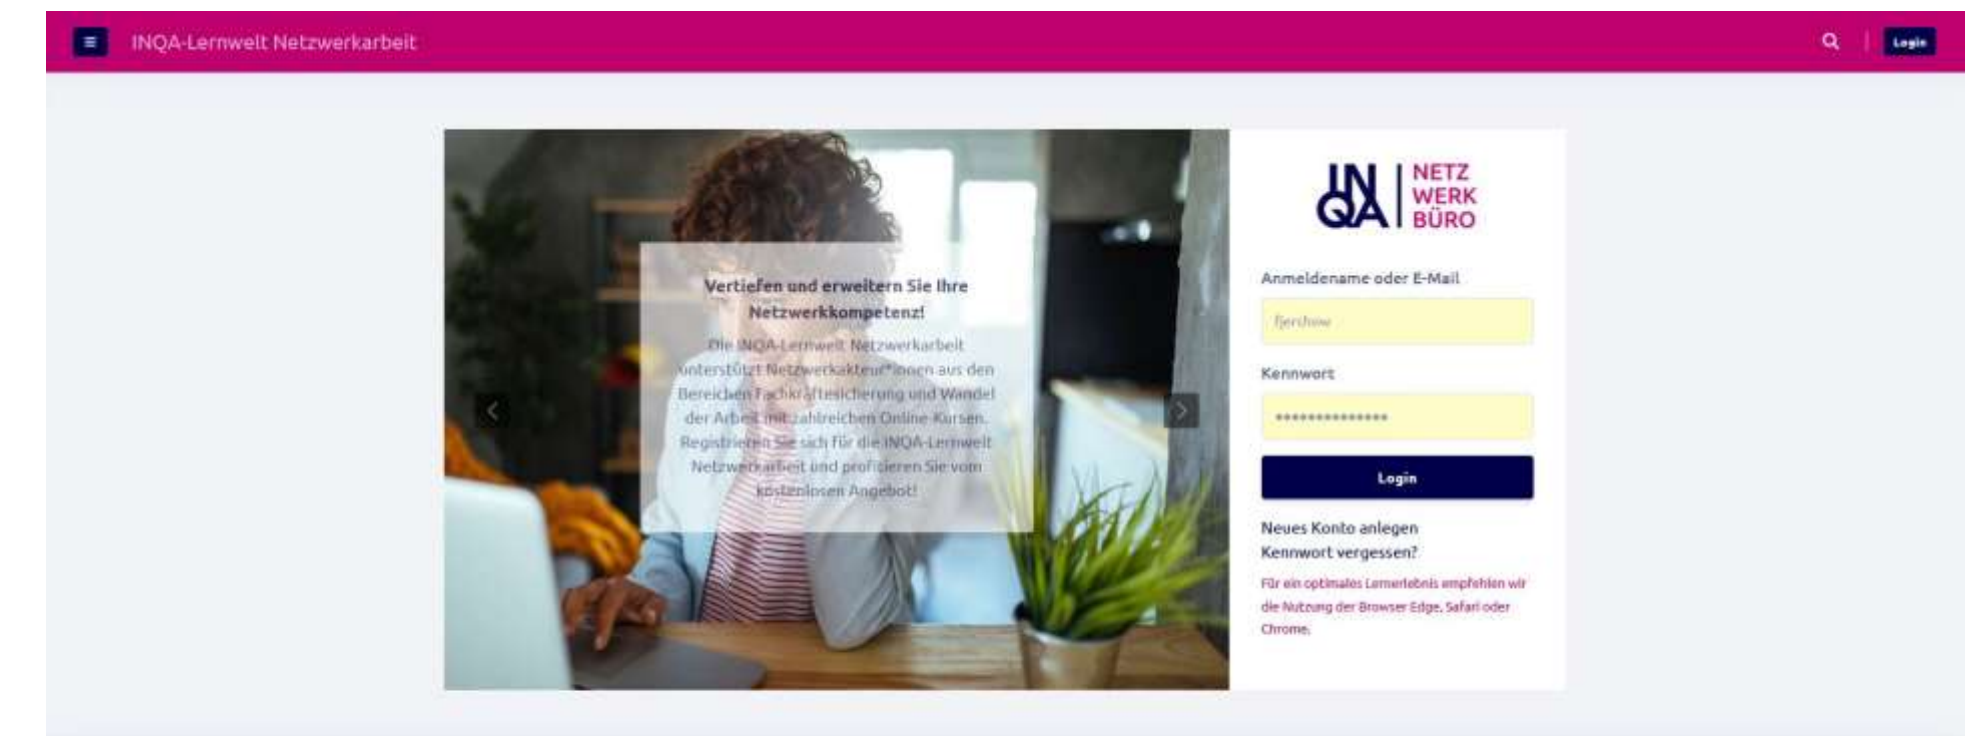 INQA-Lernwelt Netzwerkarbeit
Login
Vertiefen und erweitern Sie Ihre
Netzwerkkompetenz!
Die INQA-Lernwelt Netzwerkarbeit
unterstützt Netzwerkakteur*innen aus den
Bereichen Fachkräftesicherung und Wandel
der Arbeit mit zahlreichen Online-Kursen.
Registrieren Sie sich für die INQA-Lernwelt
Netzwerkarbeit und profitieren Sie vom
kostenlosen Angebot!
INQA
NETZ
WERK
BÜRO
Anmeldename oder E-Mail
fjerchow
Kennwort
**************
Login
Neues Konto anlegen
Kennwort vergessen?
Für ein optimales Lernerlebnis empfehlen wir
die Nutzung der Browser Edge, Safari oder
Chrome.